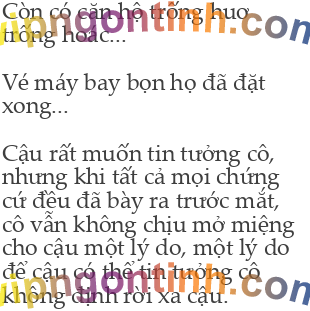 Còn có căn hộ trống huơ
trống hoác...
Vé máy bay bọn họ đã đặt
xong...
Cậu rất muốn tin tưởng cô,
nhưng khi tất cả mọi chứng
cứ đều đã bày ra trước mắt,
cô vẫn không chịu mở miệng
cho cậu một lý do, một lý do
để cậu có thể tin tưởng cô
không định rời xa cậu.